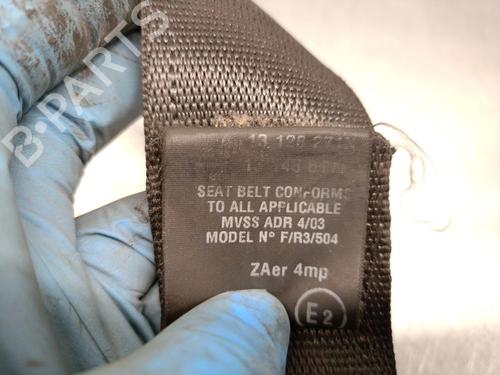 B-PARTS
SEAT BELT CONFORMS
TO ALL APPLICABLE
MVSS ADR 4/03
MODEL N° F/R3/504
ZAer 4mp
E2